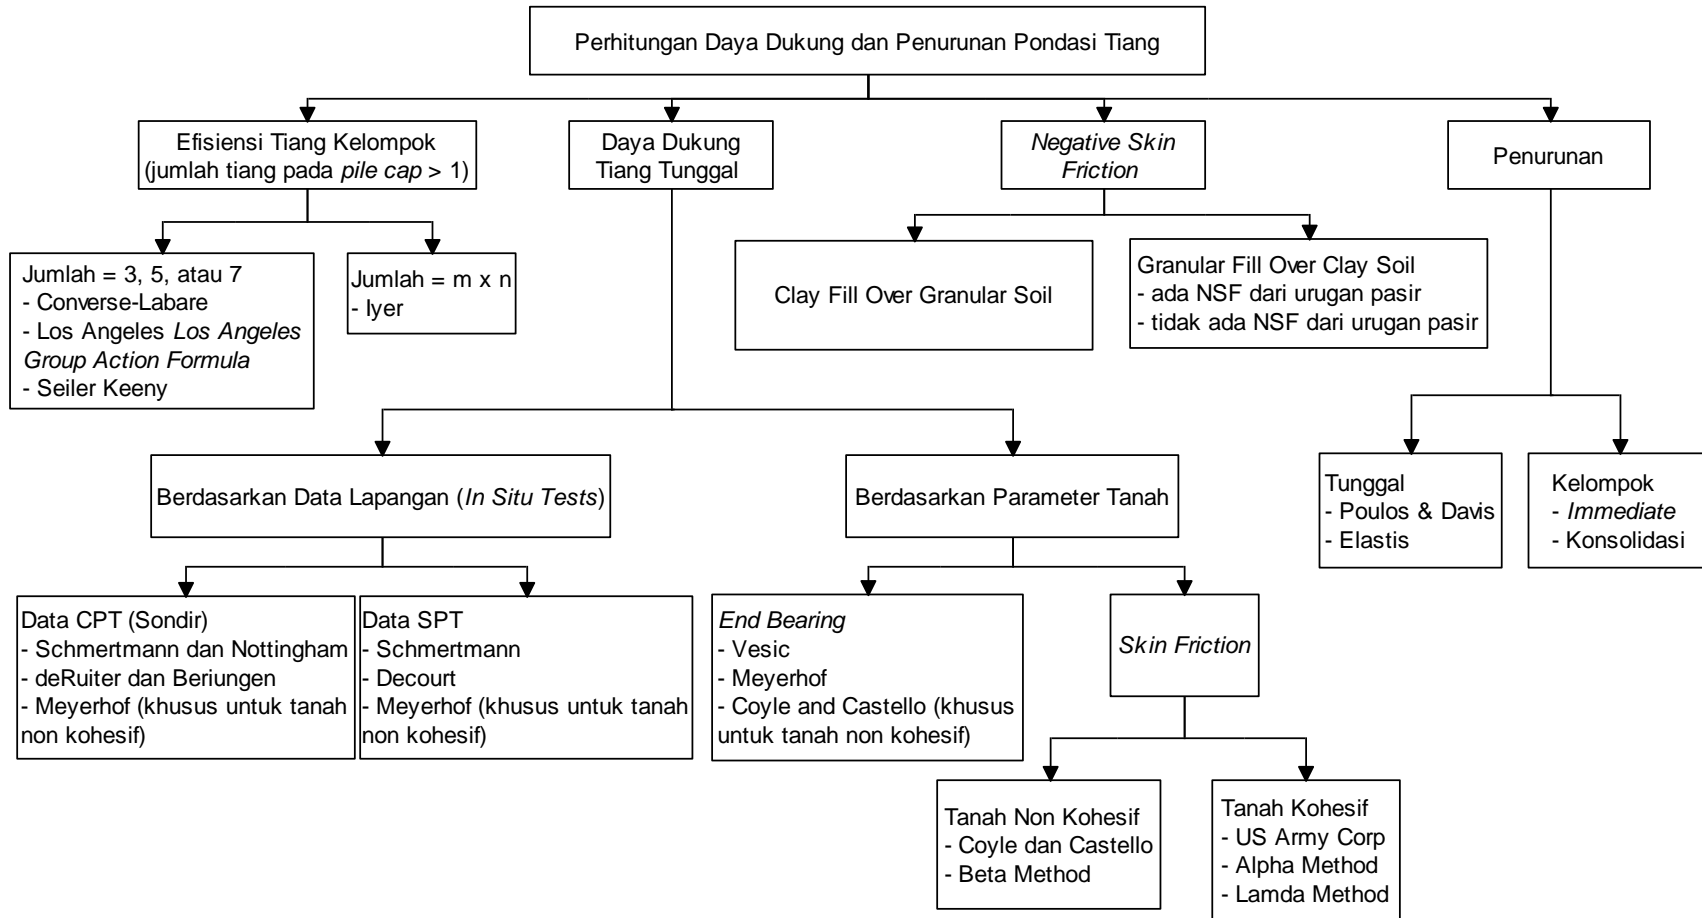 Perhitungan Daya Dukung dan Penurunan Pondasi Tiang
Efisiensi Tiang Kelompok
(jumlah tiang pada pile cap > 1)
Daya Dukung
Tiang Tunggal
Negative Skin
Friction
Penurunan
Jumlah = 3, 5, atau 7
- Converse-Labare
- Los Angeles Los Angeles
Group Action Formula
- Seiler Keeny
Jumlah = m x n
- Iyer
Clay Fill Over Granular Soil
Granular Fill Over Clay Soil
- ada NSF dari urugan pasir
- tidak ada NSF dari urugan pasir
Berdasarkan Data Lapangan (In Situ Tests)
Berdasarkan Parameter Tanah
Tunggal
- Poulos & Davis
- Elastis
Kelompok
- Immediate
- Konsolidasi
Data CPT (Sondir)
- Schmertmann dan Nottingham
- deRuiter dan Beriungen
- Meyerhof (khusus untuk tanah
non kohesif)
Data SPT
- Schmertmann
- Decourt
- Meyerhof (khusus untuk tanah
non kohesif)
End Bearing
- Vesic
- Meyerhof
- Coyle and Castello (khusus
untuk tanah non kohesif)
Skin Friction
Tanah Non Kohesif
- Coyle dan Castello
- Beta Method
Tanah Kohesif
- US Army Corp
- Alpha Method
- Lamda Method